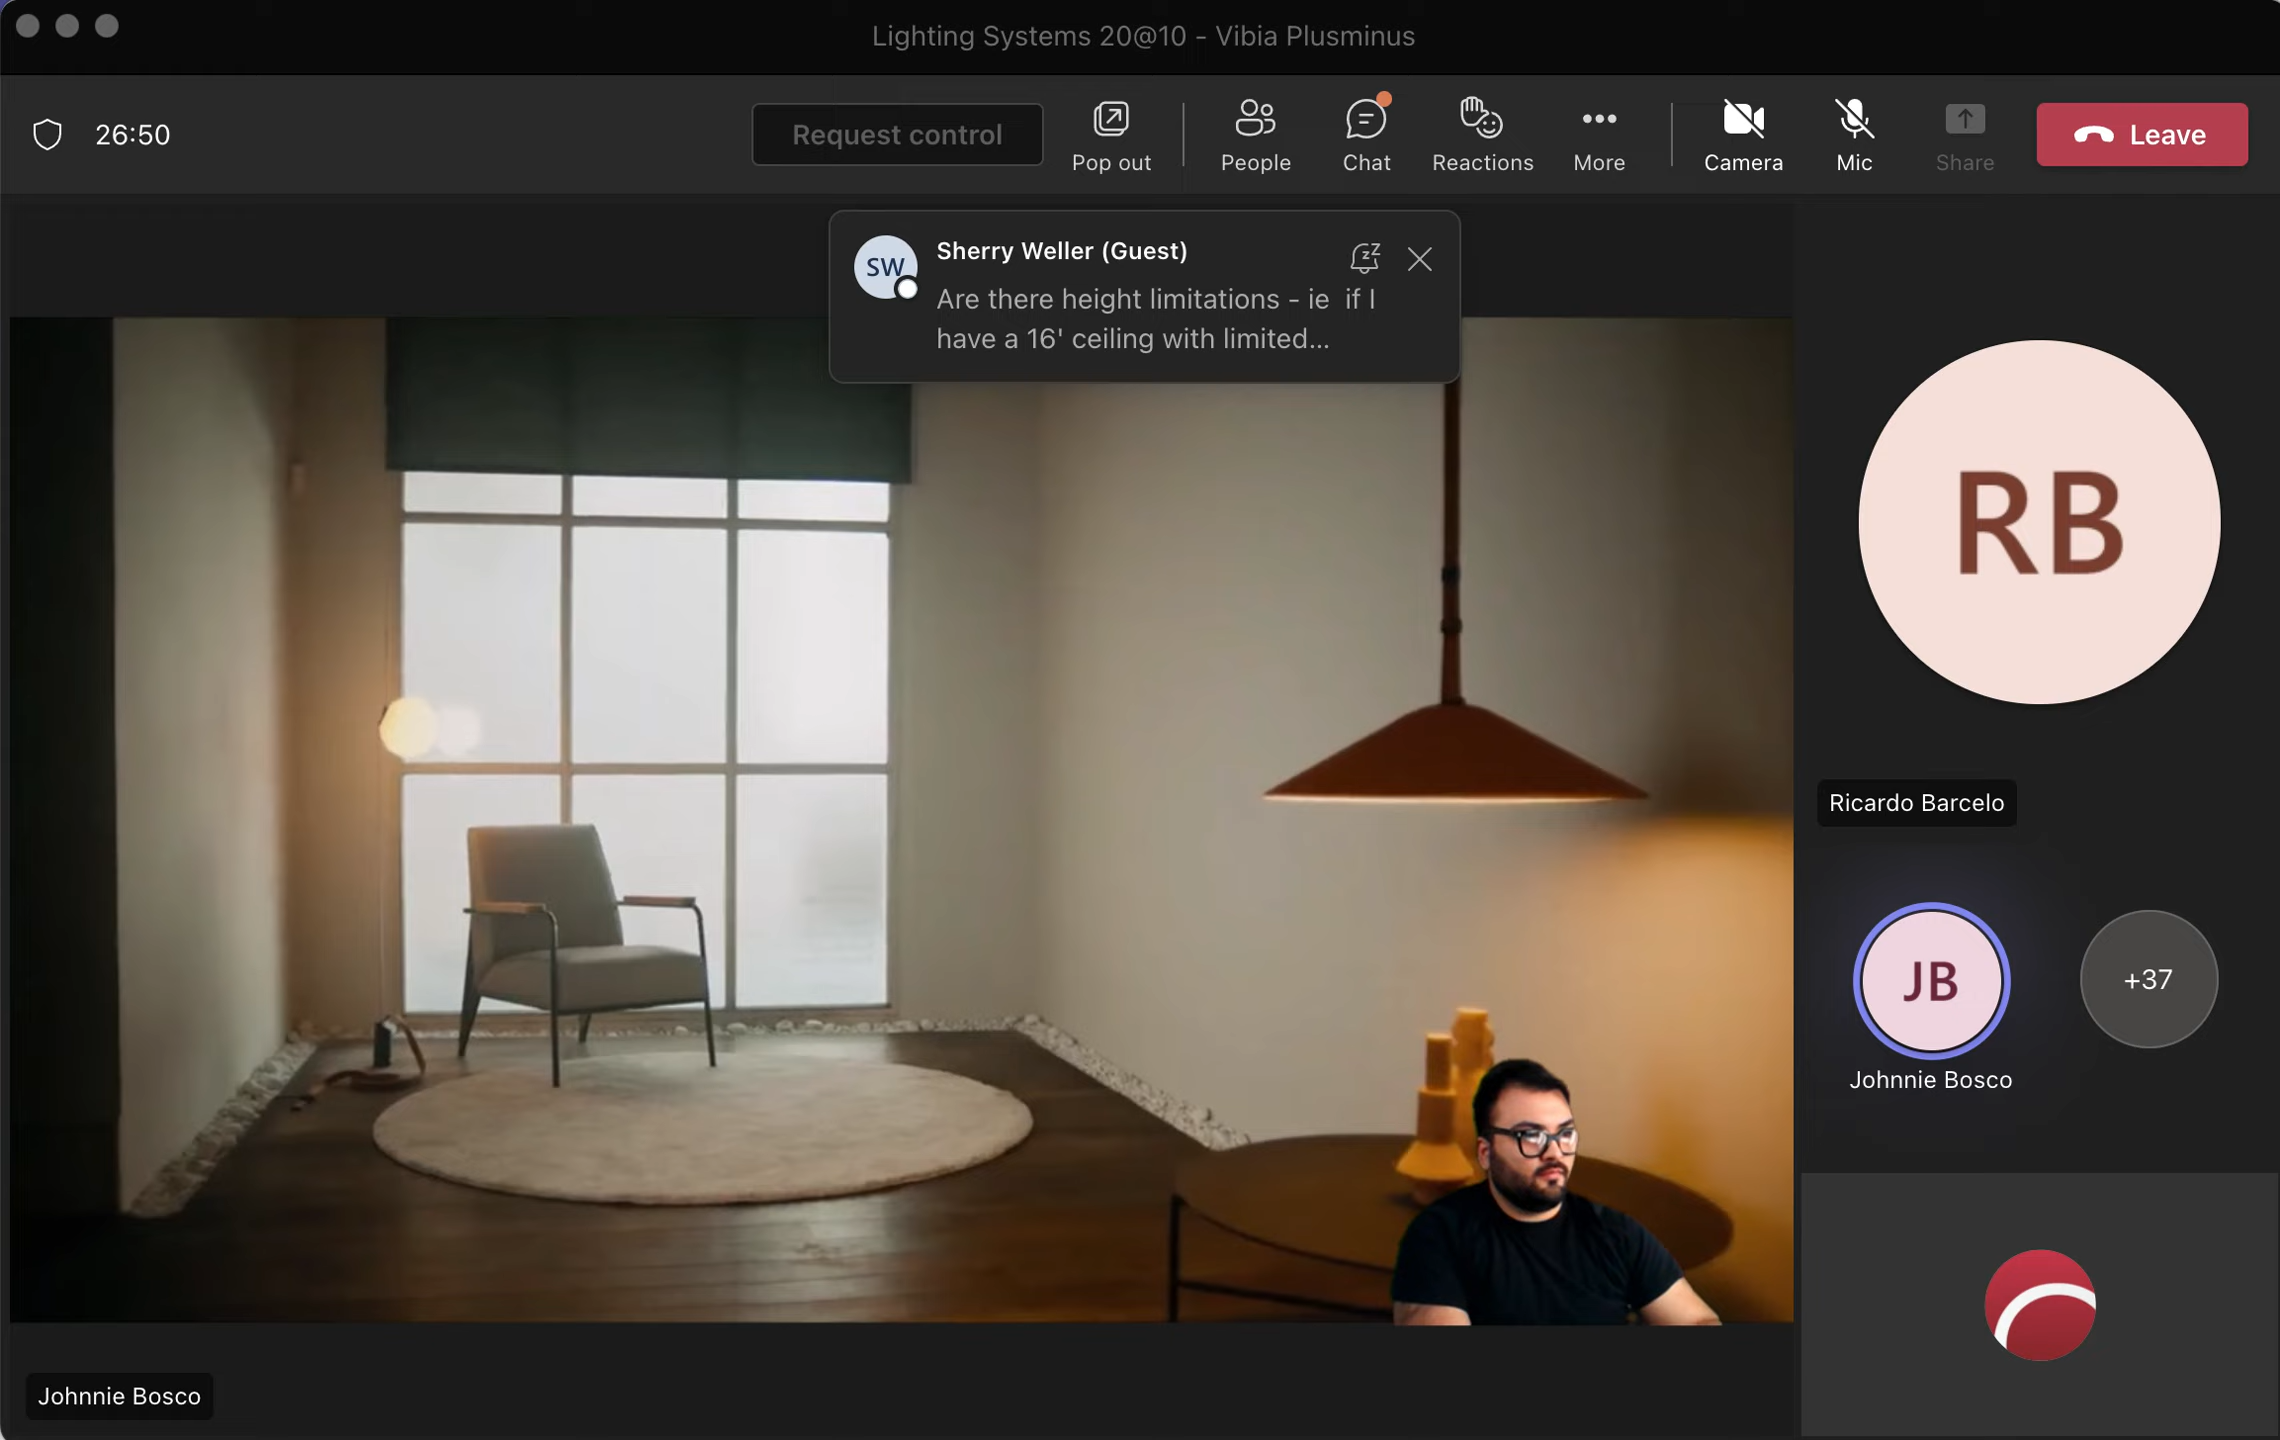 Lighting Systems 20@10 - Vibia Plusminus
26:50
Request control
Pop out
People
Chat
Reactions
More
Camera
Mic
Share
Leave
SW
Sherry Weller (Guest)
Are there height limitations - ie  if I
have a 16' ceiling with limited...
RB
Ricardo Barcelo
JB
+37
Johnnie Bosco
Johnnie Bosco